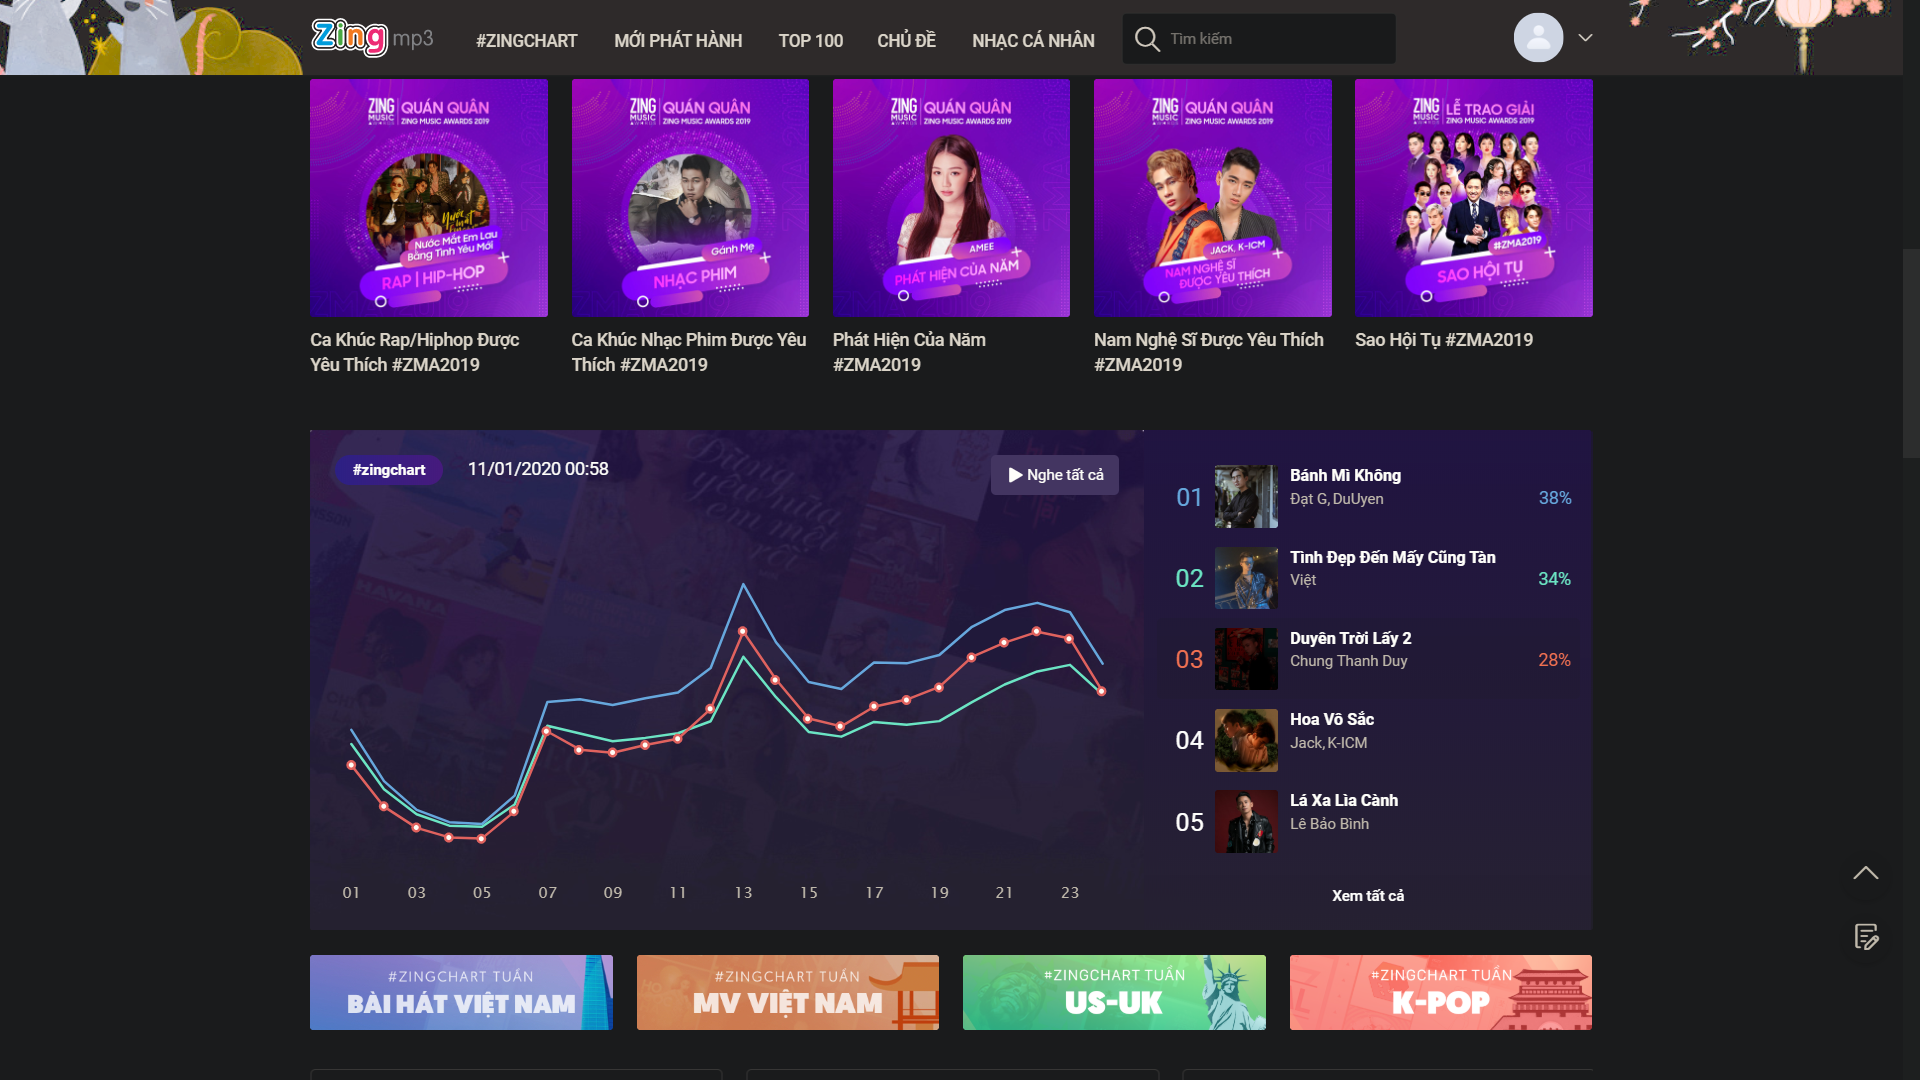 Zing mp3
#ZINGCHART
MỚI PHÁT HÀNH
TOP 100
CHỦ ĐỀ
NHẠC CÁ NHÂN
Tìm kiếm
ZING MUSIC AWARDS
QUÁN QUÂN
ZING MUSIC AWARDS 2019
Nước Mắt Em Lau
Bằng Tình Yêu Mới
RAP | HIP-HOP
ZING MUSIC AWARDS
QUÁN QUÂN
ZING MUSIC AWARDS 2019
Gánh Mẹ
NHẠC PHIM
ZING MUSIC AWARDS
QUÁN QUÂN
ZING MUSIC AWARDS 2019
AMEE
PHÁT HIỆN CỦA NĂM
ZING MUSIC AWARDS
QUÁN QUÂN
ZING MUSIC AWARDS 2019
JACK, K-ICM
NAM NGHỆ SĨ
ĐƯỢC YÊU THÍCH
ZING MUSIC AWARDS
LỄ TRAO GIẢI
ZING MUSIC AWARDS 2019
#ZMA2019
SAO HỘI TỤ
Ca Khúc Rap/Hiphop Được
Yêu Thích #ZMA2019
Ca Khúc Nhạc Phim Được Yêu
Thích #ZMA2019
Phát Hiện Của Năm
#ZMA2019
Nam Nghệ Sĩ Được Yêu Thích
#ZMA2019
Sao Hội Tụ #ZMA2019
#zingchart
11/01/2020 00:58
Nghe tất cả
HAVANA
01 03 05 07 09 11 13 15 17 19 21 23
01
Bánh Mì Không
Đạt G, DuUyen
38%
02
Tình Đẹp Đến Mấy Cũng Tàn
Việt
34%
03
Duyên Trời Lấy 2
Chung Thanh Duy
28%
04
Hoa Vô Sắc
Jack, K-ICM
05
Lá Xa Lìa Cành
Lê Bảo Bình
Xem tất cả
#ZINGCHART TUẦN
BÀI HÁT VIỆT NAM
#ZINGCHART TUẦN
MV VIỆT NAM
#ZINGCHART TUẦN
US-UK
#ZINGCHART TUẦN
K-POP